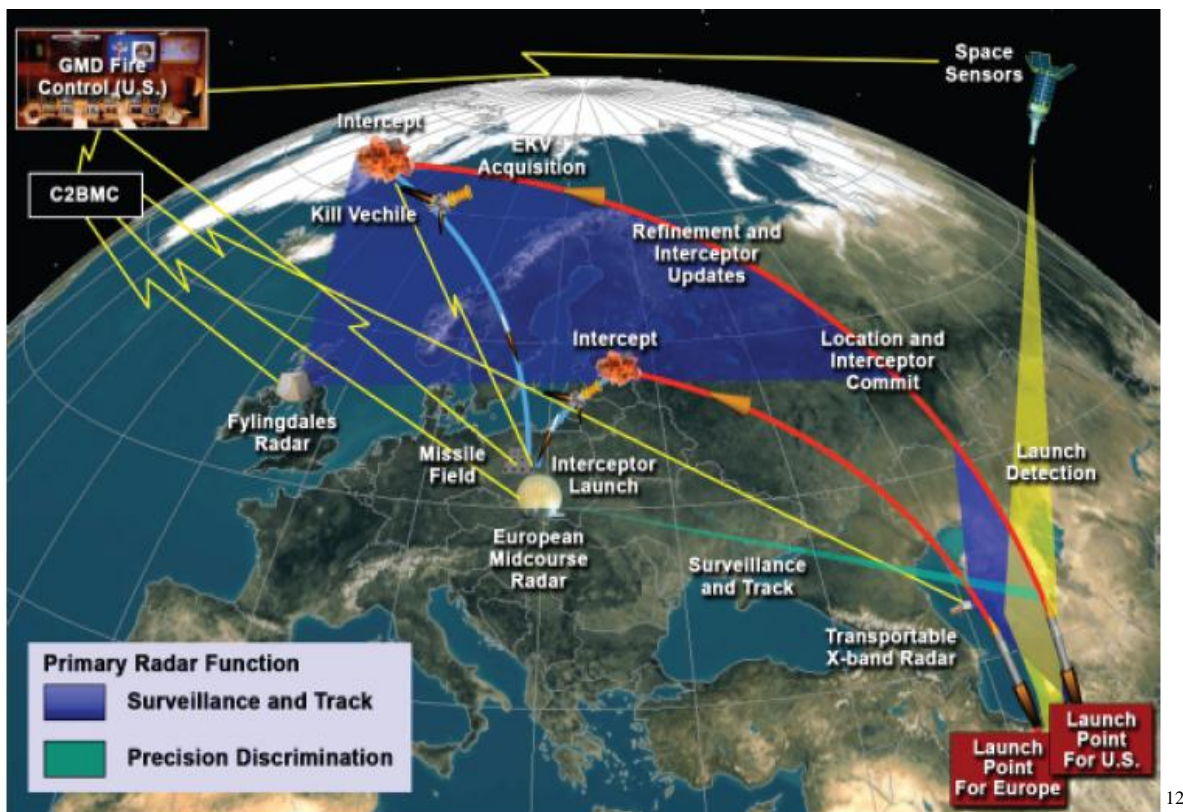 GMD Fire
Control (U.S.)
Space
Sensors
Intercept
EKV
Acquisition
C2BMC
Kill Vechile
Refinement and
Interceptor
Updates
Intercept
Location and
Interceptor
Commit
Fylingdales
Radar
Missile
Field
Interceptor
Launch
Launch
Detection
European
Midcourse
Radar
Surveillance
and Track
Transportable
X-band Radar
Primary Radar Function
Surveillance and Track
Precision Discrimination
Launch
Point
For Europe
Launch
Point
For U.S.
12